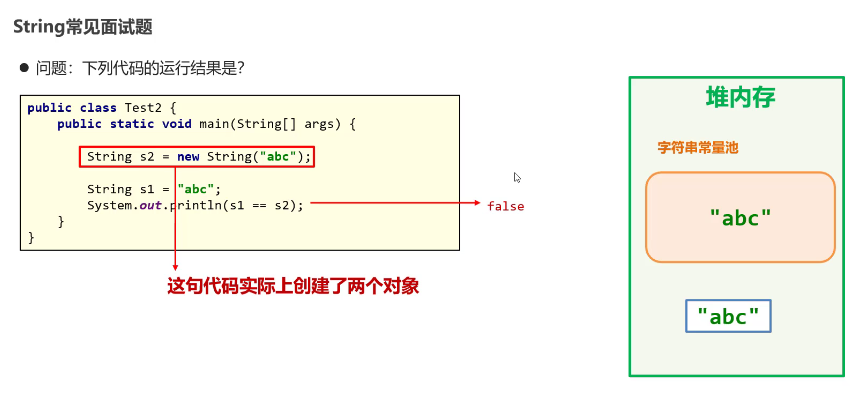 String常见面试题
● 问题：下列代码的运行结果是？
public class Test2 {
public static void main(String[] args) {
String s2 = new String("abc");
String s1 = "abc";
System.out.println(s1 == s2);
}
}
false
这句代码实际上创建了两个对象
堆内存
字符串常量池
"abc"
"abc"